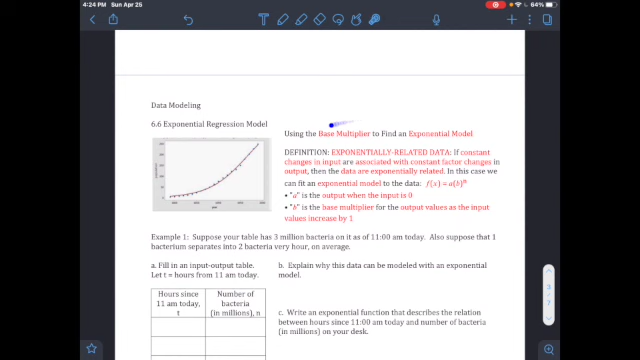 4:24 PM Sun Apr 25
64%
Data Modeling
6.6 Exponential Regression Model
Using the Base Multiplier to Find an Exponential Model
DEFINITION: EXPONENTIALLY-RELATED DATA: If constant
changes in input are associated with constant factor changes in
output, then the data are exponentially related. In this case we
can fit an exponential model to the data: f(x) = a(b)ˣ
• "a" is the output when the input is 0
• "b" is the base multiplier for the output values as the input
values increase by 1
Example 1: Suppose your table has 3 million bacteria on it as of 11:00 am today. Also suppose that 1
bacterium separates into 2 bacteria very hour, on average.
a. Fill in an input-output table.
Let t = hours from 11 am today.
b. Explain why this data can be modeled with an exponential
model.
Hours since
11 am today,
t
Number of
bacteria
(in millions), n
c. Write an exponential function that describes the relation
between hours since 11:00 am today and number of bacteria
(in millions) on your desk.
3
7